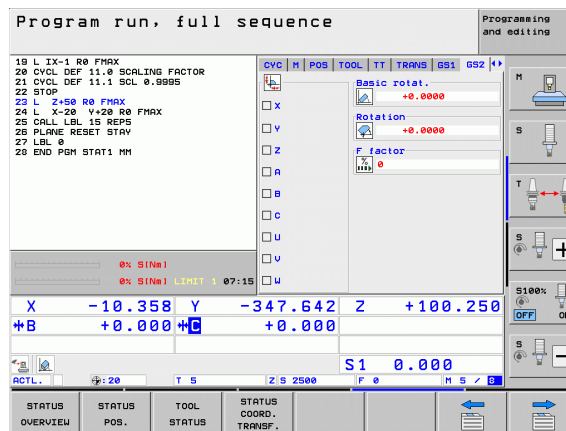 Program run, full sequence
Programming
and editing
19 L IX-1 R0 FMAX
20 CYCL DEF 11.0 SCALING FACTOR
21 CYCL DEF 11.1 SCL 0.9995
22 STOP
23 L Z+50 R0 FMAX
24 L X-20 Y+20 R0 FMAX
25 CALL LBL 15 REP5
26 PLANE RESET STAY
27 LBL 0
28 END PGM STAT1 MM
CYC M POS TOOL TT TRANS GS1 GS2
Basic rotat.
+0.0000
Rotation
+0.0000
F factor
% 0
X
Y
Z
A
B
C
U
V
W
0% S[Nm]
0% S[Nm] LIMIT 1 07:15
X -10.358 Y -347.642 Z +100.250
B +0.000 C +0.000
S1 0.000
ACTL. :20 T 5 Z S 2500 F 0 M 5 / 8
M
S
T
S
S100%
OFF
S
STATUS
OVERVIEW
STATUS
POS.
TOOL
STATUS
STATUS
COORD.
TRANSF.